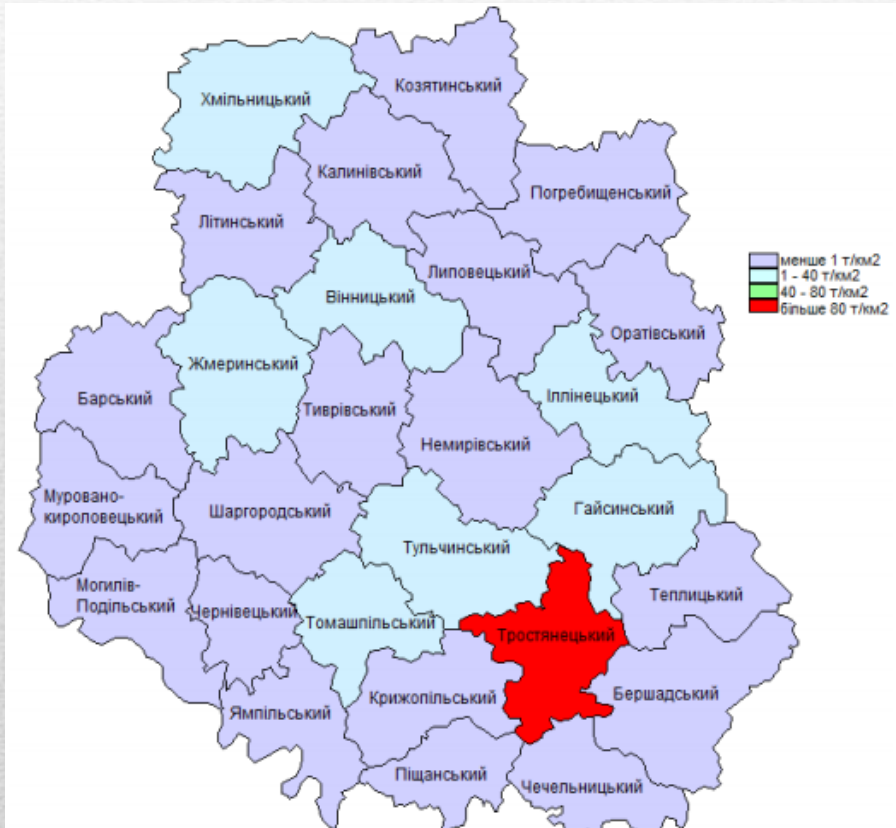 Хмільницький
Козятинський
Калинівський
Погребищенський
Літинський
Липовецький
менше 1 т/км2
1 - 40 т/км2
40 - 80 т/км2
більше 80 т/км2
Вінницький
Оратівський
Жмеринський
Іллінецький
Барський
Тиврівський
Немирівський
Муровано-
кироловецький
Шаргородський
Гайсинський
Тульчинський
Могилів-
Подільський
Чернівецький
Теплицький
Томашпільський
Тростянецький
Крижопільський
Бершадський
Ямпільський
Піщанський
Чечельницький